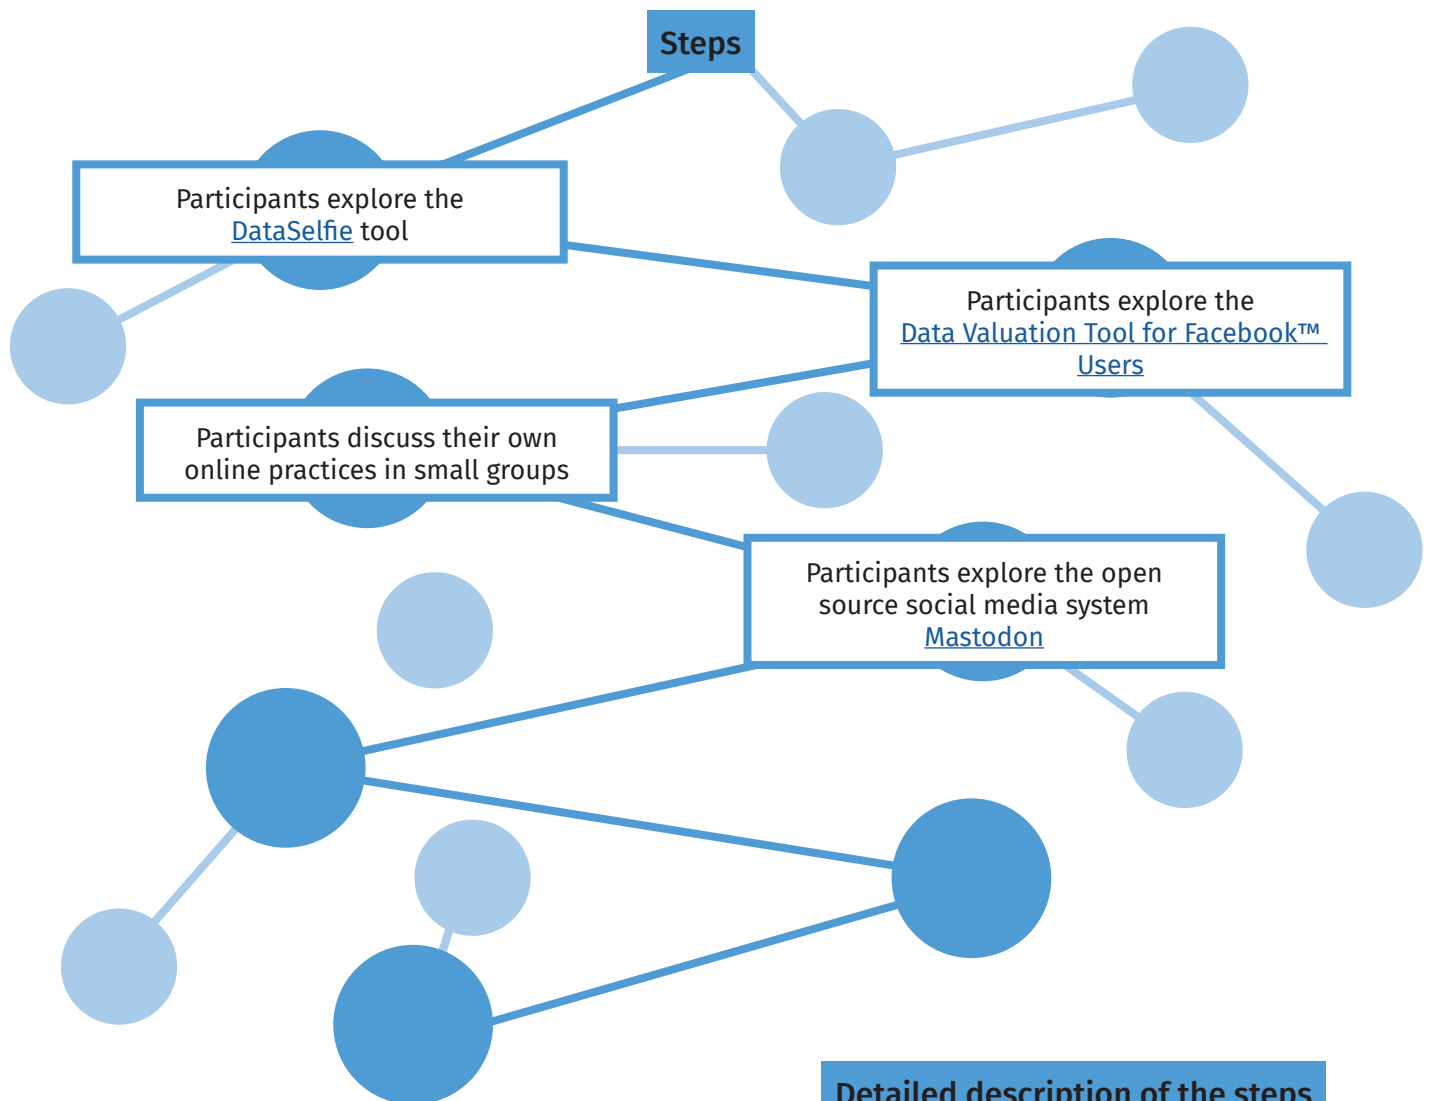 Steps
Participants explore the
DataSelfie tool
Participants explore the
Data Valuation Tool for Facebook™
Users
Participants discuss their own
online practices in small groups
Participants explore the open
source social media system
Mastodon
Detailed description of the steps